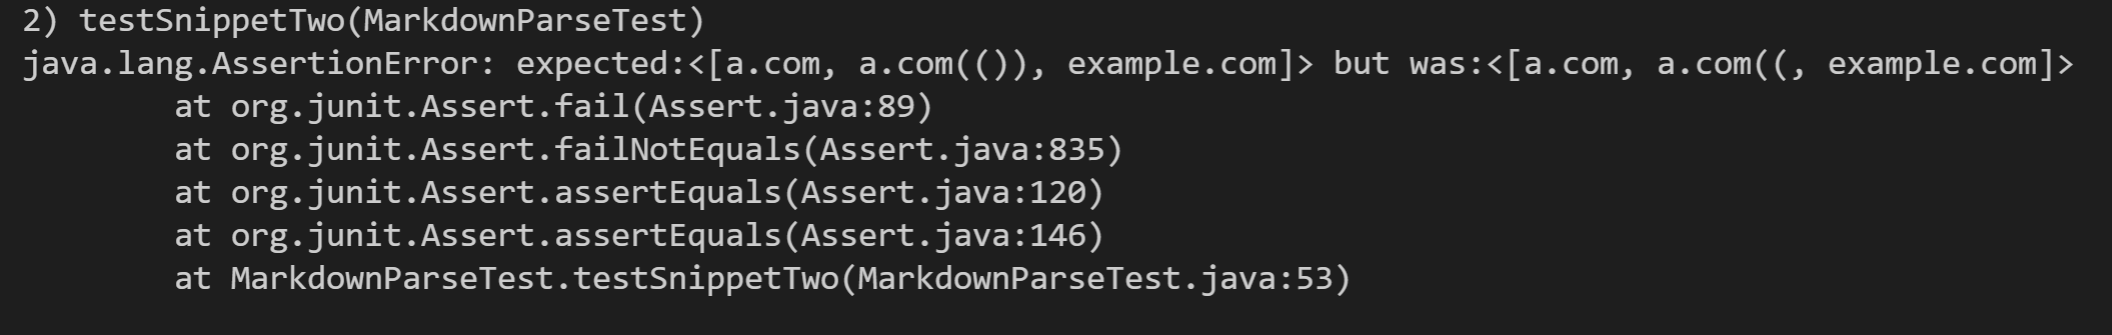 2) testSnippetTwo(MarkdownParseTest)
java.lang.AssertionError: expected:<[a.com, a.com(()), example.com]> but was:<[a.com, a.com((, example.com]>
at org.junit.Assert.fail(Assert.java:89)
at org.junit.Assert.failNotEquals(Assert.java:835)
at org.junit.Assert.assertEquals(Assert.java:120)
at org.junit.Assert.assertEquals(Assert.java:146)
at MarkdownParseTest.testSnippetTwo(MarkdownParseTest.java:53)